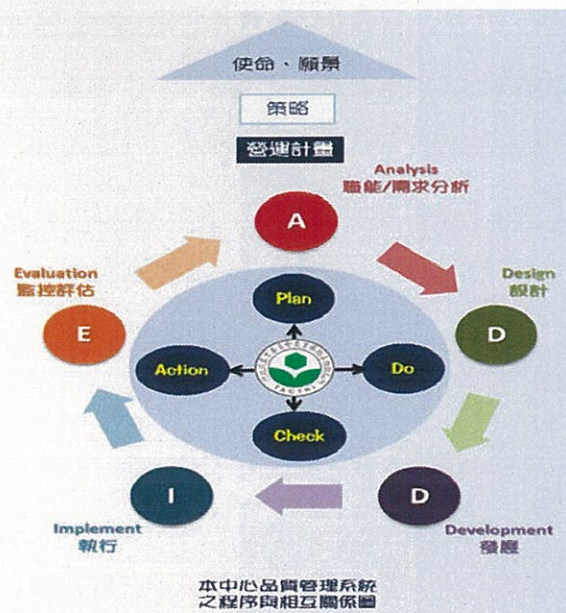 使命、願景
策略
營運計畫
Analysis
職能/需求分析
A
Evaluation
監控評估
Design
設計
E
Plan
D
Action
Do
Check
I
D
Implement
執行
Development
發展
本中心品質管理系統
之程序與相互關係圖